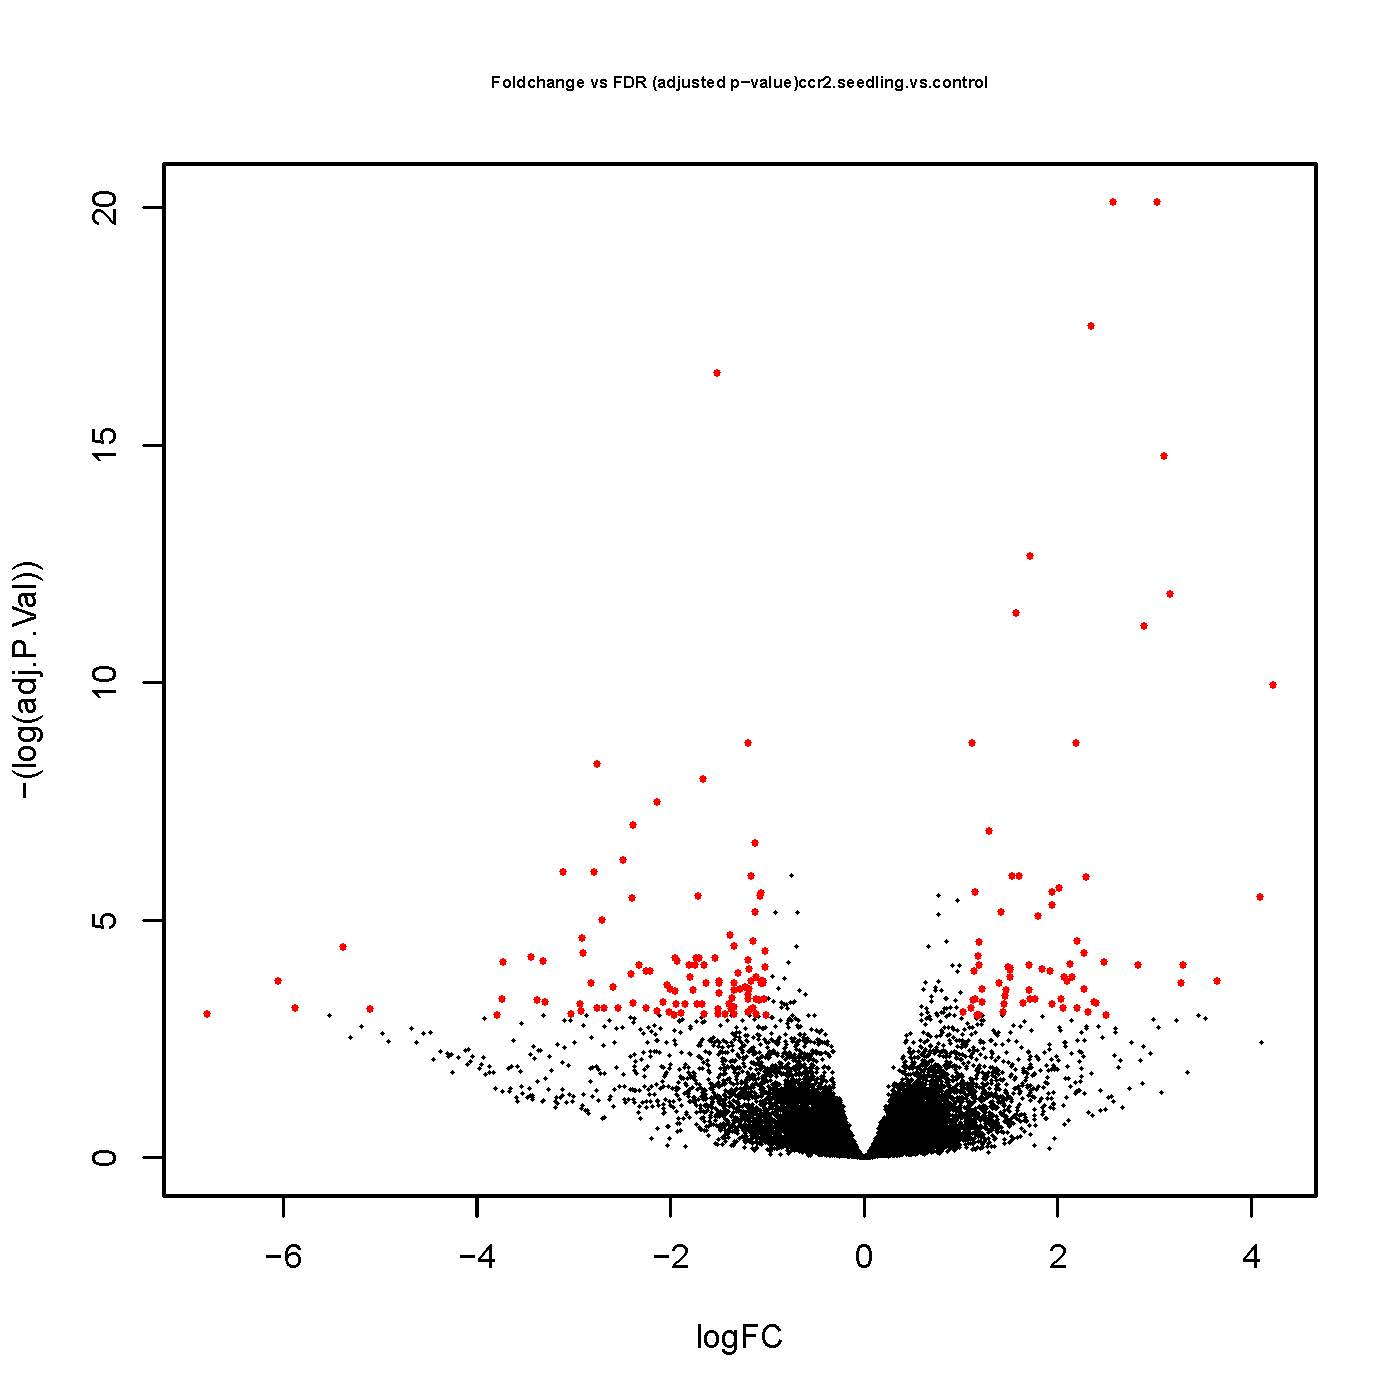 Foldchange vs FDR (adjusted p−value)ccr2.seedling.vs.control
−(log(adj.P.Val))
20
15
10
5
0
−6 −4 −2 0 2 4
logFC